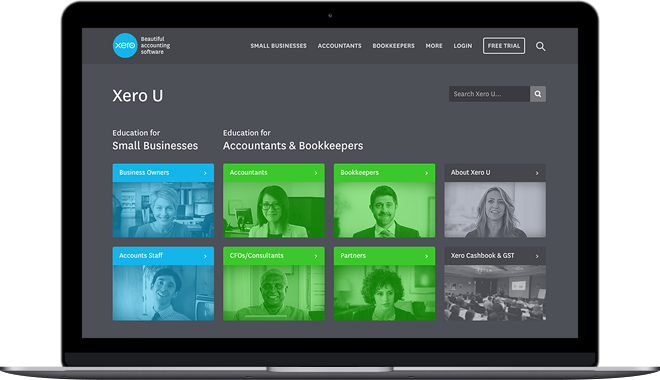 xero
Beautiful
accounting
software
SMALL BUSINESSES
ACCOUNTANTS
BOOKKEEPERS
MORE
LOGIN
FREE TRIAL
Xero U
Search Xero U...
Education for
Small Businesses
Education for
Accountants & Bookkeepers
Business Owners
Accountants
Bookkeepers
About Xero U
Accounts Staff
CFOs/Consultants
Partners
Xero Cashbook & GST